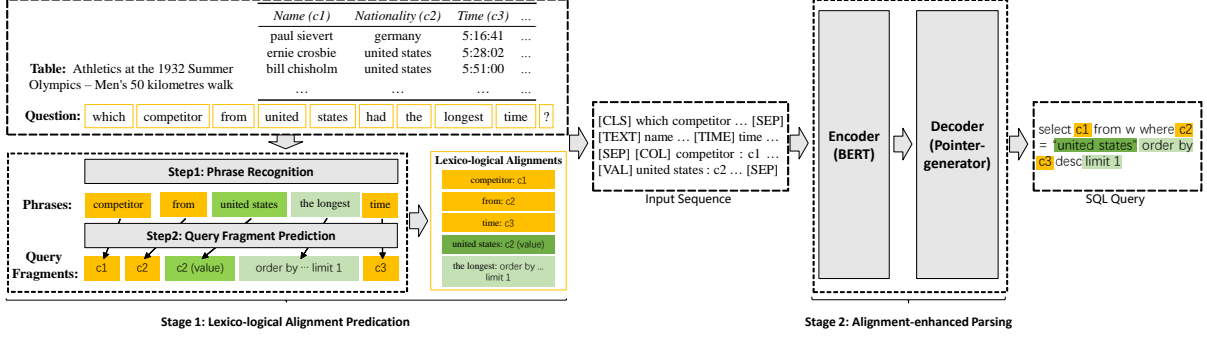 Name (c1) Nationality (c2) Time (c3) ...
paul sievert germany 5:16:41 ...
ernie crosbie united states 5:28:02 ...
bill chisholm united states 5:51:00 ...
… … … …
Table: Athletics at the 1932 Summer
Olympics – Men's 50 kilometres walk
Question: which competitor from united states had the longest time ?
Step1: Phrase Recognition
Phrases: competitor from united states the longest time
Step2: Query Fragment Prediction
Query
Fragments: c1 c2 c2 (value) order by ··· limit 1 c3
Lexico-logical Alignments
competitor: c1
from: c2
time: c3
united states: c2 (value)
the longest: order by ...
limit 1
Stage 1: Lexico-logical Alignment Predication
[CLS] which competitor … [SEP]
[TEXT] name … [TIME] time …
[SEP] [COL] competitor : c1 …
[VAL] united states : c2 … [SEP]
Input Sequence
Encoder
(BERT)
Decoder
(Pointer-
generator)
Stage 2: Alignment-enhanced Parsing
select c1 from w where c2
= "united states" order by
c3 desc limit 1
SQL Query